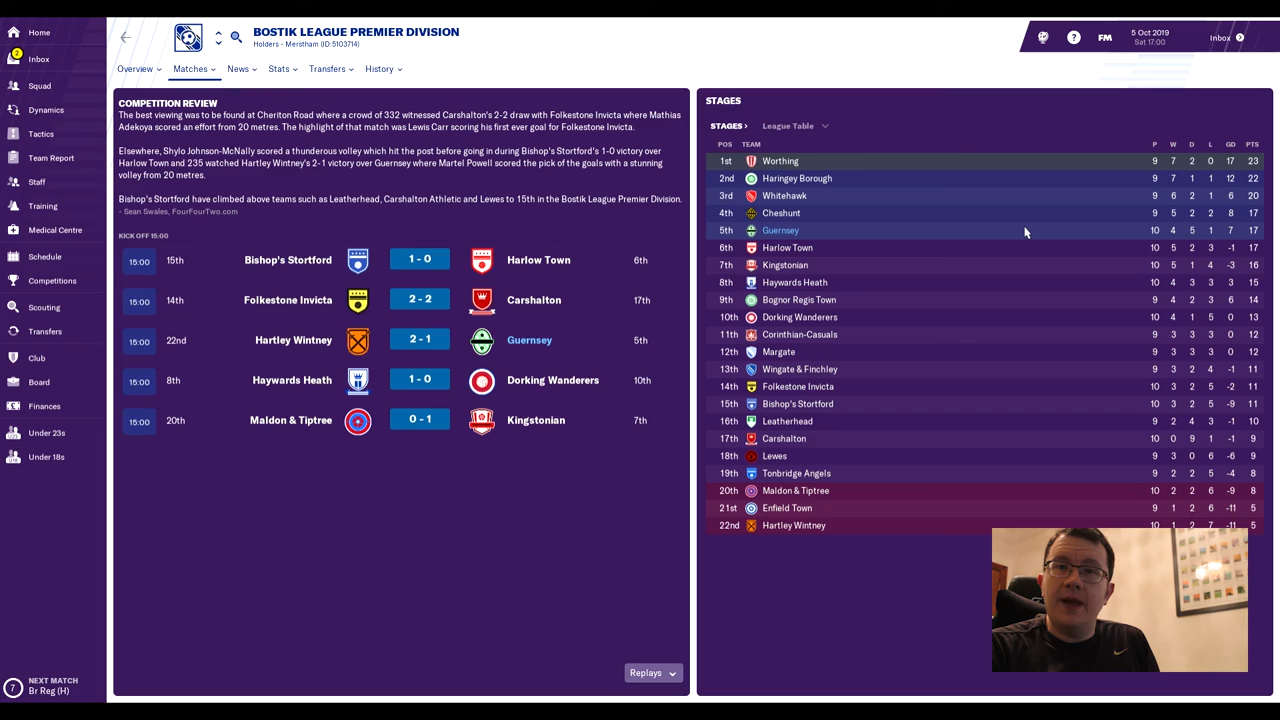 Home
2
Inbox
Squad
Dynamics
Tactics
Team Report
Staff
Training
Medical Centre
Schedule
Competitions
Scouting
Transfers
Club
Board
Finances
Under 23s
Under 18s
7
NEXT MATCH
Br Reg (H)
BOSTIK LEAGUE PREMIER DIVISION
Holders - Merstham (ID:5103714)
?
FM
5 Oct 2019
Sat 17:00
Inbox
Overview
Matches
News
Stats
Transfers
History
COMPETITION REVIEW
The best viewing was to be found at Cheriton Road where a crowd of 332 witnessed Carshalton's 2-2 draw with Folkestone Invicta where Mathias
Adekoya scored an effort from 20 metres. The highlight of that match was Lewis Carr scoring his first ever goal for Folkestone Invicta.
Elsewhere, Shylo Johnson-McNally scored a thunderous volley which hit the post before going in during Bishop's Stortford's 1-0 victory over
Harlow Town and 235 watched Hartley Wintney's 2-1 victory over Guernsey where Martel Powell scored the pick of the goals with a stunning
volley from 20 metres.
Bishop's Stortford have climbed above teams such as Leatherhead, Carshalton Athletic and Lewes to 15th in the Bostik League Premier Division.
- Sean Swales, FourFourTwo.com
KICK OFF 15:00
15:00 15th Bishop's Stortford 1 - 0 Harlow Town 6th
15:00 14th Folkestone Invicta 2 - 2 Carshalton 17th
15:00 22nd Hartley Wintney 2 - 1 Guernsey 5th
15:00 8th Haywards Heath 1 - 0 Dorking Wanderers 10th
15:00 20th Maldon & Tiptree 0 - 1 Kingstonian 7th
Replays
STAGES
STAGES > League Table
POS TEAM P W D L GD PTS
1st Worthing 9 7 2 0 17 23
2nd Haringey Borough 9 7 1 1 12 22
3rd Whitehawk 9 6 2 1 6 20
4th Cheshunt 9 5 2 2 8 17
5th Guernsey 10 4 5 1 7 17
6th Harlow Town 10 5 2 3 -1 17
7th Kingstonian 10 5 1 4 -3 16
8th Haywards Heath 10 4 3 3 3 15
9th Bognor Regis Town 9 4 2 3 6 14
10th Dorking Wanderers 10 4 1 5 0 13
11th Corinthian-Casuals 9 3 3 3 0 12
12th Margate 9 3 3 3 0 12
13th Wingate & Finchley 9 3 2 4 -1 11
14th Folkestone Invicta 10 3 2 5 -2 11
15th Bishop's Stortford 10 3 2 5 -9 11
16th Leatherhead 9 2 4 3 -1 10
17th Carshalton 10 0 9 1 -1 9
18th Lewes 9 3 0 6 -6 9
19th Tonbridge Angels 9 2 2 5 -4 8
20th Maldon & Tiptree 10 2 2 6 -9 8
21st Enfield Town 9 1 2 6 -11 5
22nd Hartley Wintney 10 1 2 7 -11 5